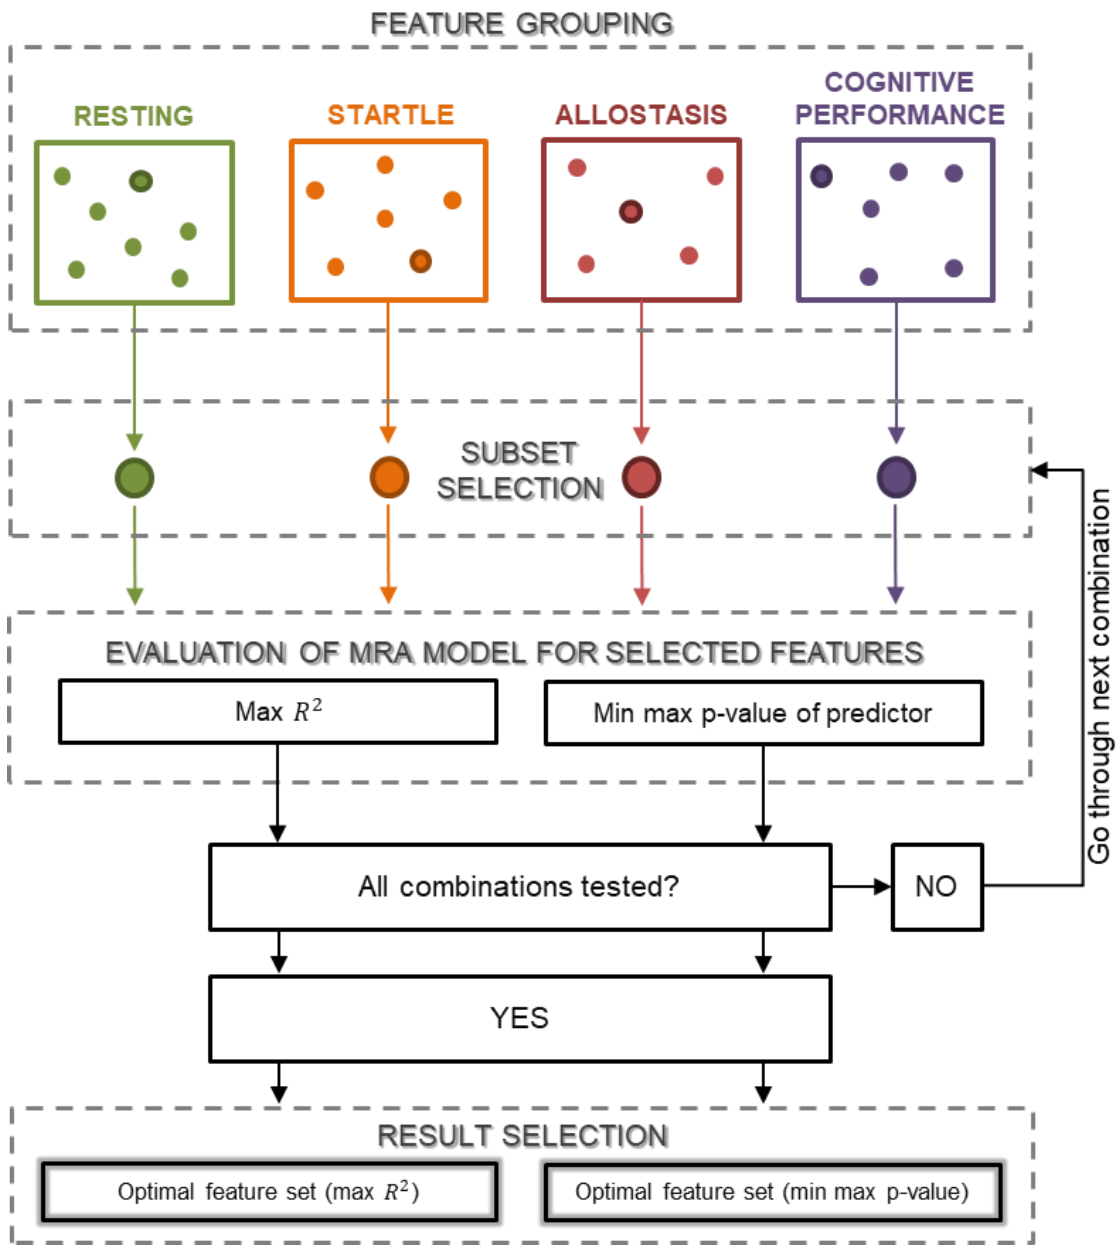 FEATURE GROUPING
RESTING
STARTLE
ALLOSTASIS
COGNITIVE
PERFORMANCE
SUBSET
SELECTION
Go through next combination
EVALUATION OF MRA MODEL FOR SELECTED FEATURES
Max R²
Min max p-value of predictor
All combinations tested?
NO
YES
RESULT SELECTION
Optimal feature set (max R²)
Optimal feature set (min max p-value)